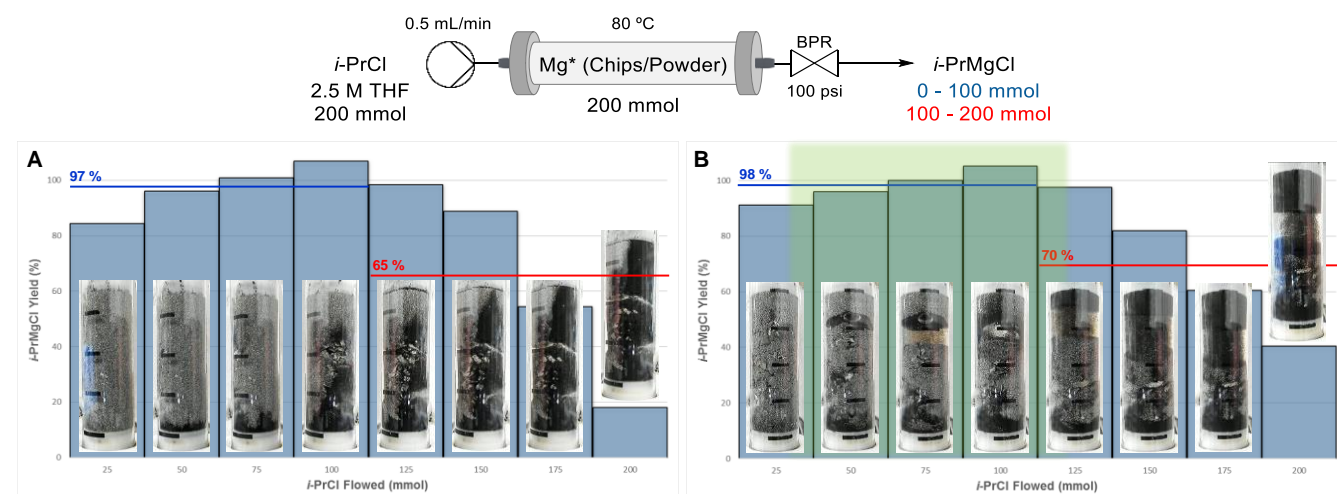 0.5 mL/min
80 ºC
BPR
i-PrCl
Mg* (Chips/Powder)
i-PrMgCl
2.5 M THF
100 psi
0 - 100 mmol
200 mmol
200 mmol
100 - 200 mmol
A
97 %
65 %
i-PrMgCl Yield (%)
100
80
60
40
20
0
25 50 75 100 125 150 175 200
i-PrCl Flowed (mmol)
B
98 %
70 %
i-PrMgCl Yield (%)
100
80
60
40
20
0
25 50 75 100 125 150 175 200
i-PrCl Flowed (mmol)